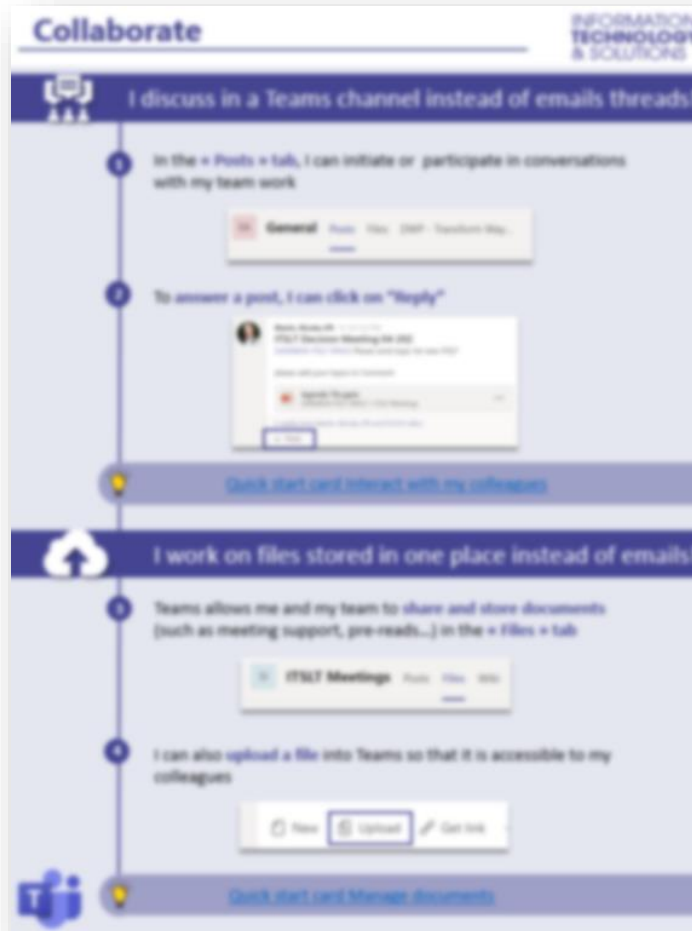 Collaborate
INFORMATION
TECHNOLOGY
& SOLUTIONS
I discuss in a Teams channel instead of emails threads!
1
In the « Posts » tab, I can initiate or participate in conversations
with my team work
General Posts Files
2
To answer a post, I can click on "Reply"
Quick start card Interact with my colleagues
I work on files stored in one place instead of emails!
3
Teams allows me and my team to share and store documents
(such as meeting support, pre-reads...) in the « Files » tab
ITSLT Meetings Posts Files Wiki
4
I can also upload a file into Teams so that it is accessible to my
colleagues
New Upload Get link
T
Quick start card Manage documents